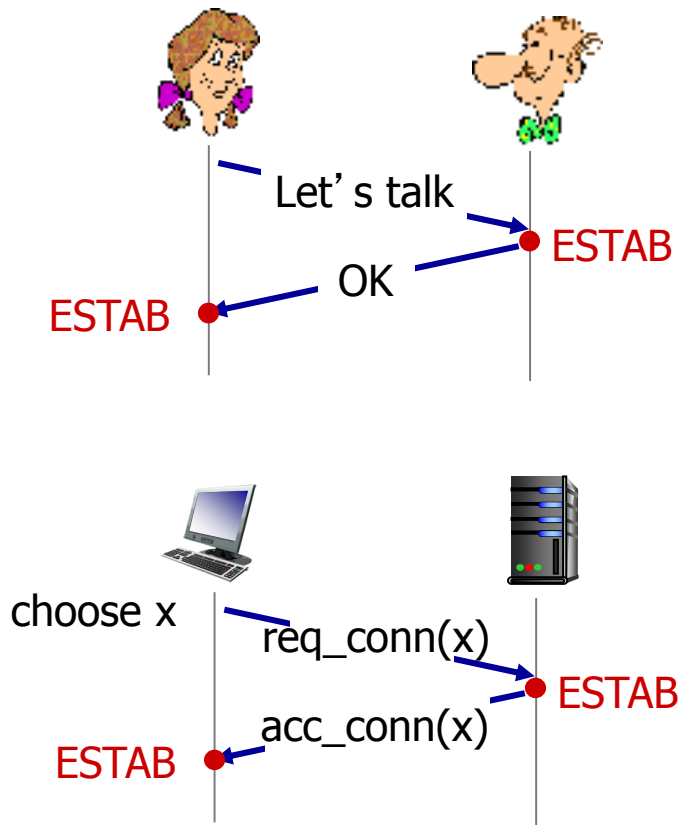 Let’s talk
ESTAB
OK
ESTAB
choose x
req_conn(x)
ESTAB
acc_conn(x)
ESTAB